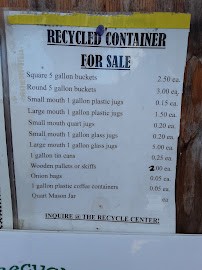 RECYCLED CONTAINER
FOR SALE
Square 5 gallon buckets 2.50 ea.
Round 5 gallon buckets 3.00 ea.
Small mouth 1 gallon plastic jugs 0.15 ea.
Large mouth 1 gallon plastic jugs 1.50 ea.
Small mouth quart jugs 0.20 ea.
Small mouth 1 gallon glass jugs 0.20 ea.
Large mouth 1 gallon glass jugs 5.00 ea.
1 gallon tin cans 0.25 ea.
Wooden pallets or skiffs 2.00 ea.
Onion bags 0.05 ea.
1 gallon plastic coffee containers 0.05 ea.
Quart Mason Jar ea.
INQUIRE @ THE RECYCLE CENTER!